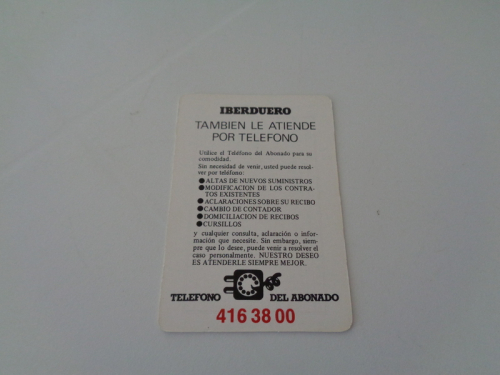 IBERDUERO
TAMBIEN LE ATIENDE
POR TELEFONO
Utilice el Teléfono del Abonado para su
comodidad.
Sin necesidad de venir, usted puede resol-
ver por teléfono:
●ALTAS DE NUEVOS SUMINISTROS
●MODIFICACION DE LOS CONTRA-
TOS EXISTENTES
●ACLARACIONES SOBRE SU RECIBO
●CAMBIO DE CONTADOR
●DOMICILIACION DE RECIBOS
●CURSILLOS
y cualquier consulta, aclaración o infor-
mación que necesite. Sin embargo, siem-
pre que lo desee, puede venir a resolver el
caso personalmente. NUESTRO DESEO
ES ATENDERLE SIEMPRE MEJOR.
TELEFONO DEL ABONADO
416 38 00